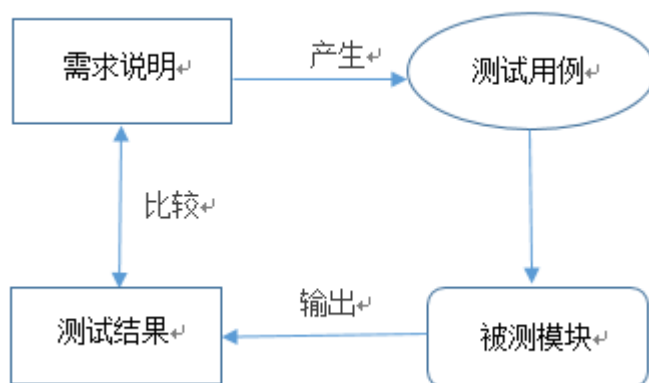 需求说明
产生
测试用例
比较
测试结果
输出
被测模块